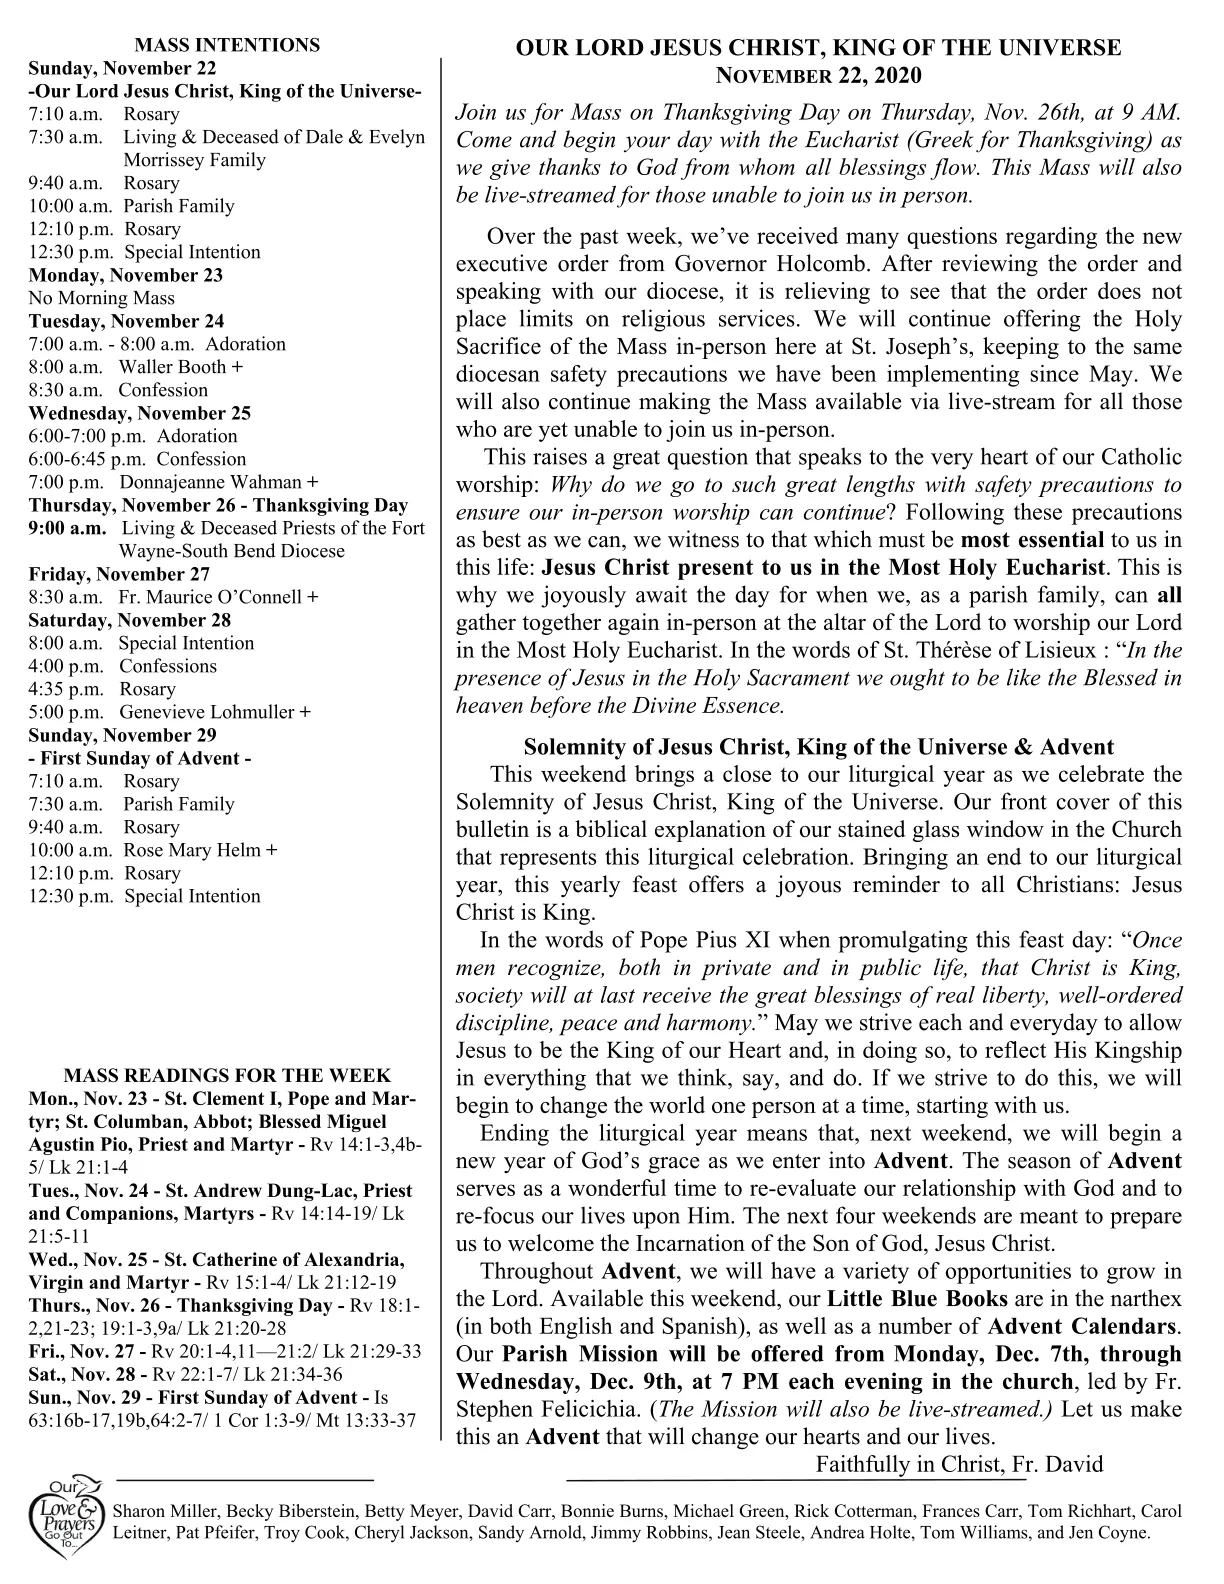 MASS INTENTIONS
Sunday, November 22
-Our Lord Jesus Christ, King of the Universe-
7:10 a.m. Rosary
7:30 a.m. Living & Deceased of Dale & Evelyn
Morrissey Family
9:40 a.m. Rosary
10:00 a.m. Parish Family
12:10 p.m. Rosary
12:30 p.m. Special Intention
Monday, November 23
No Morning Mass
Tuesday, November 24
7:00 a.m. - 8:00 a.m. Adoration
8:00 a.m. Waller Booth +
8:30 a.m. Confession
Wednesday, November 25
6:00-7:00 p.m. Adoration
6:00-6:45 p.m. Confession
7:00 p.m. Donnajeanne Wahman +
Thursday, November 26 - Thanksgiving Day
9:00 a.m. Living & Deceased Priests of the Fort
Wayne-South Bend Diocese
Friday, November 27
8:30 a.m. Fr. Maurice O’Connell +
Saturday, November 28
8:00 a.m. Special Intention
4:00 p.m. Confessions
4:35 p.m. Rosary
5:00 p.m. Genevieve Lohmuller +
Sunday, November 29
- First Sunday of Advent -
7:10 a.m. Rosary
7:30 a.m. Parish Family
9:40 a.m. Rosary
10:00 a.m. Rose Mary Helm +
12:10 p.m. Rosary
12:30 p.m. Special Intention
MASS READINGS FOR THE WEEK
Mon., Nov. 23 - St. Clement I, Pope and Mar-
tyr; St. Columban, Abbot; Blessed Miguel
Agustin Pio, Priest and Martyr - Rv 14:1-3,4b-
5/ Lk 21:1-4
Tues., Nov. 24 - St. Andrew Dung-Lac, Priest
and Companions, Martyrs - Rv 14:14-19/ Lk
21:5-11
Wed., Nov. 25 - St. Catherine of Alexandria,
Virgin and Martyr - Rv 15:1-4/ Lk 21:12-19
Thurs., Nov. 26 - Thanksgiving Day - Rv 18:1-
2,21-23; 19:1-3,9a/ Lk 21:20-28
Fri., Nov. 27 - Rv 20:1-4,11—21:2/ Lk 21:29-33
Sat., Nov. 28 - Rv 22:1-7/ Lk 21:34-36
Sun., Nov. 29 - First Sunday of Advent - Is
63:16b-17,19b,64:2-7/ 1 Cor 1:3-9/ Mt 13:33-37
OUR LORD JESUS CHRIST, KING OF THE UNIVERSE
NOVEMBER 22, 2020
Join us for Mass on Thanksgiving Day on Thursday, Nov. 26th, at 9 AM.
Come and begin your day with the Eucharist (Greek for Thanksgiving) as
we give thanks to God from whom all blessings flow. This Mass will also
be live-streamed for those unable to join us in person.
Over the past week, we’ve received many questions regarding the new
executive order from Governor Holcomb. After reviewing the order and
speaking with our diocese, it is relieving to see that the order does not
place limits on religious services. We will continue offering the Holy
Sacrifice of the Mass in-person here at St. Joseph’s, keeping to the same
diocesan safety precautions we have been implementing since May. We
will also continue making the Mass available via live-stream for all those
who are yet unable to join us in-person.
This raises a great question that speaks to the very heart of our Catholic
worship: Why do we go to such great lengths with safety precautions to
ensure our in-person worship can continue? Following these precautions
as best as we can, we witness to that which must be most essential to us in
this life: Jesus Christ present to us in the Most Holy Eucharist. This is
why we joyously await the day for when we, as a parish family, can all
gather together again in-person at the altar of the Lord to worship our Lord
in the Most Holy Eucharist. In the words of St. Thérèse of Lisieux : “In the
presence of Jesus in the Holy Sacrament we ought to be like the Blessed in
heaven before the Divine Essence.
Solemnity of Jesus Christ, King of the Universe & Advent
This weekend brings a close to our liturgical year as we celebrate the
Solemnity of Jesus Christ, King of the Universe. Our front cover of this
bulletin is a biblical explanation of our stained glass window in the Church
that represents this liturgical celebration. Bringing an end to our liturgical
year, this yearly feast offers a joyous reminder to all Christians: Jesus
Christ is King.
In the words of Pope Pius XI when promulgating this feast day: “Once
men recognize, both in private and in public life, that Christ is King,
society will at last receive the great blessings of real liberty, well-ordered
discipline, peace and harmony.” May we strive each and everyday to allow
Jesus to be the King of our Heart and, in doing so, to reflect His Kingship
in everything that we think, say, and do. If we strive to do this, we will
begin to change the world one person at a time, starting with us.
Ending the liturgical year means that, next weekend, we will begin a
new year of God’s grace as we enter into Advent. The season of Advent
serves as a wonderful time to re-evaluate our relationship with God and to
re-focus our lives upon Him. The next four weekends are meant to prepare
us to welcome the Incarnation of the Son of God, Jesus Christ.
Throughout Advent, we will have a variety of opportunities to grow in
the Lord. Available this weekend, our Little Blue Books are in the narthex
(in both English and Spanish), as well as a number of Advent Calendars.
Our Parish Mission will be offered from Monday, Dec. 7th, through
Wednesday, Dec. 9th, at 7 PM each evening in the church, led by Fr.
Stephen Felicichia. (The Mission will also be live-streamed.) Let us make
this an Advent that will change our hearts and our lives.
Faithfully in Christ, Fr. David
Our
Love &
Prayers
Go Out
To...
Sharon Miller, Becky Biberstein, Betty Meyer, David Carr, Bonnie Burns, Michael Green, Rick Cotterman, Frances Carr, Tom Richhart, Carol
Leitner, Pat Pfeifer, Troy Cook, Cheryl Jackson, Sandy Arnold, Jimmy Robbins, Jean Steele, Andrea Holte, Tom Williams, and Jen Coyne.